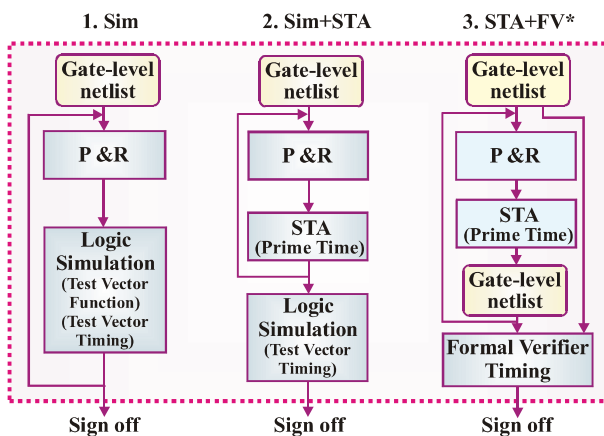 1. Sim
Gate-level
netlist
P &R
Logic
Simulation
(Test Vector
Function)
(Test Vector
Timing)
Sign off
2. Sim+STA
Gate-level
netlist
P &R
STA
(Prime Time)
Logic
Simulation
(Test Vector
Timing)
Sign off
3. STA+FV*
Gate-level
netlist
P &R
STA
(Prime Time)
Gate-level
netlist
Formal Verifier
Timing
Sign off